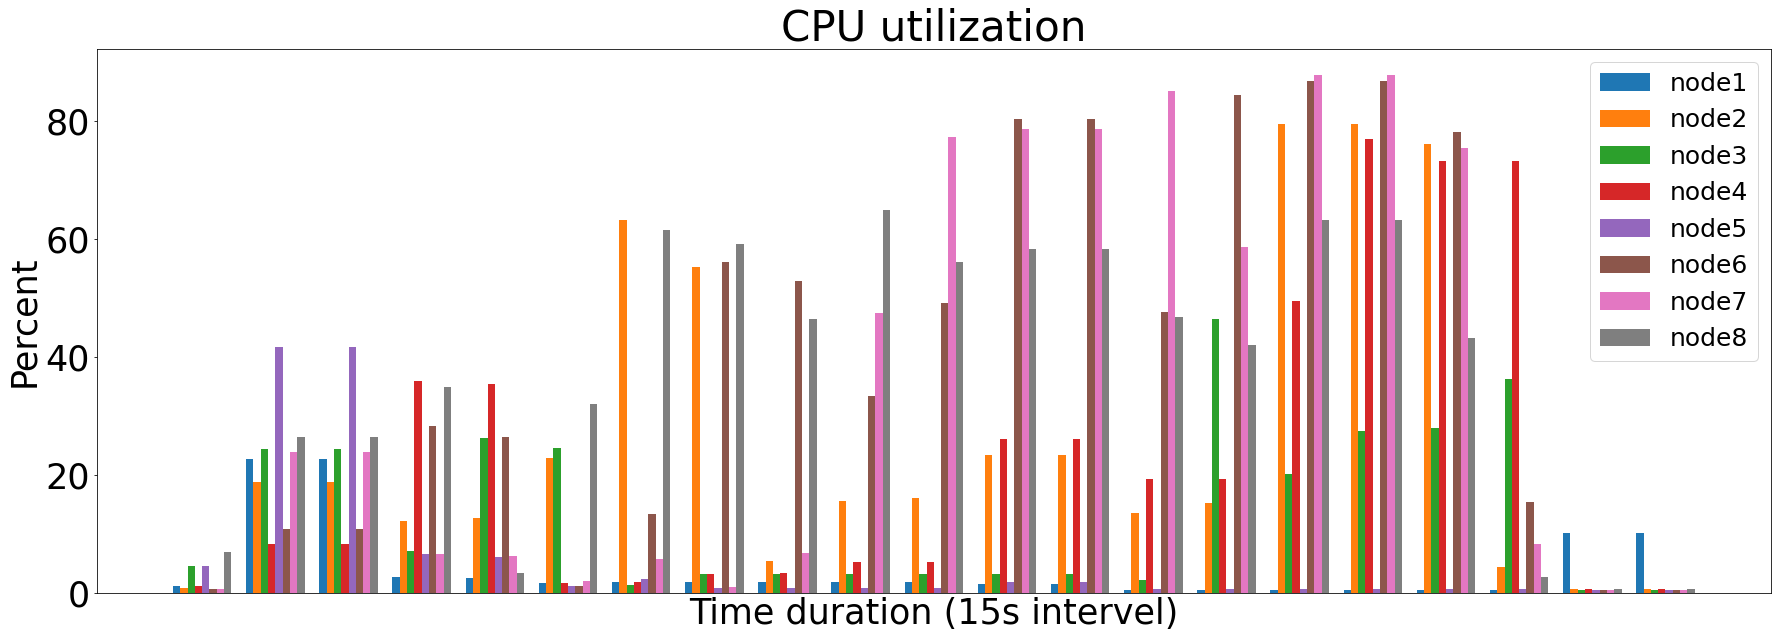 CPU utilization
Percent
80
60
40
20
0
node1
node2
node3
node4
node5
node6
node7
node8
Time duration (15s intervel)